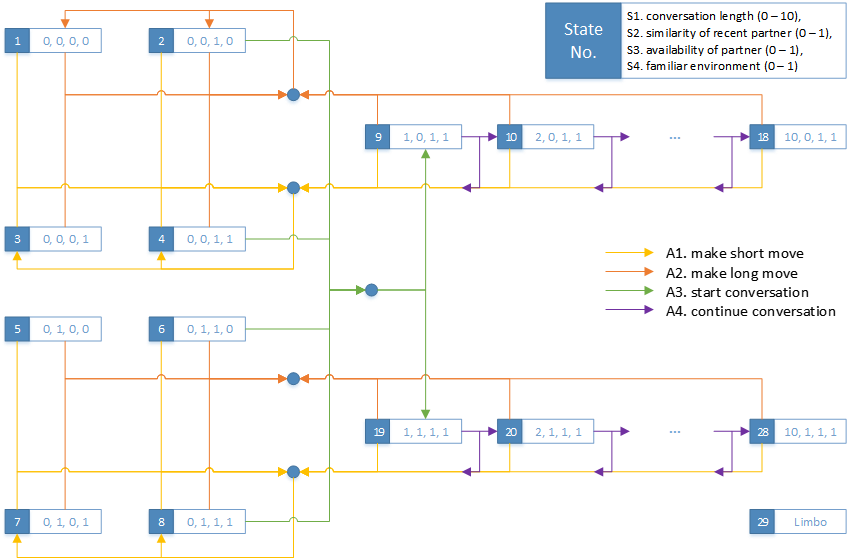 State
No.
S1. conversation length (0 – 10),
S2. similarity of recent partner (0 – 1),
S3. availability of partner (0 – 1),
S4. familiar environment (0 – 1)
1
0, 0, 0, 0
2
0, 0, 1, 0
9
1, 0, 1, 1
10
2, 0, 1, 1
...
18
10, 0, 1, 1
3
0, 0, 0, 1
4
0, 0, 1, 1
A1. make short move
A2. make long move
A3. start conversation
A4. continue conversation
5
0, 1, 0, 0
6
0, 1, 1, 0
19
1, 1, 1, 1
20
2, 1, 1, 1
...
28
10, 1, 1, 1
7
0, 1, 0, 1
8
0, 1, 1, 1
29
Limbo